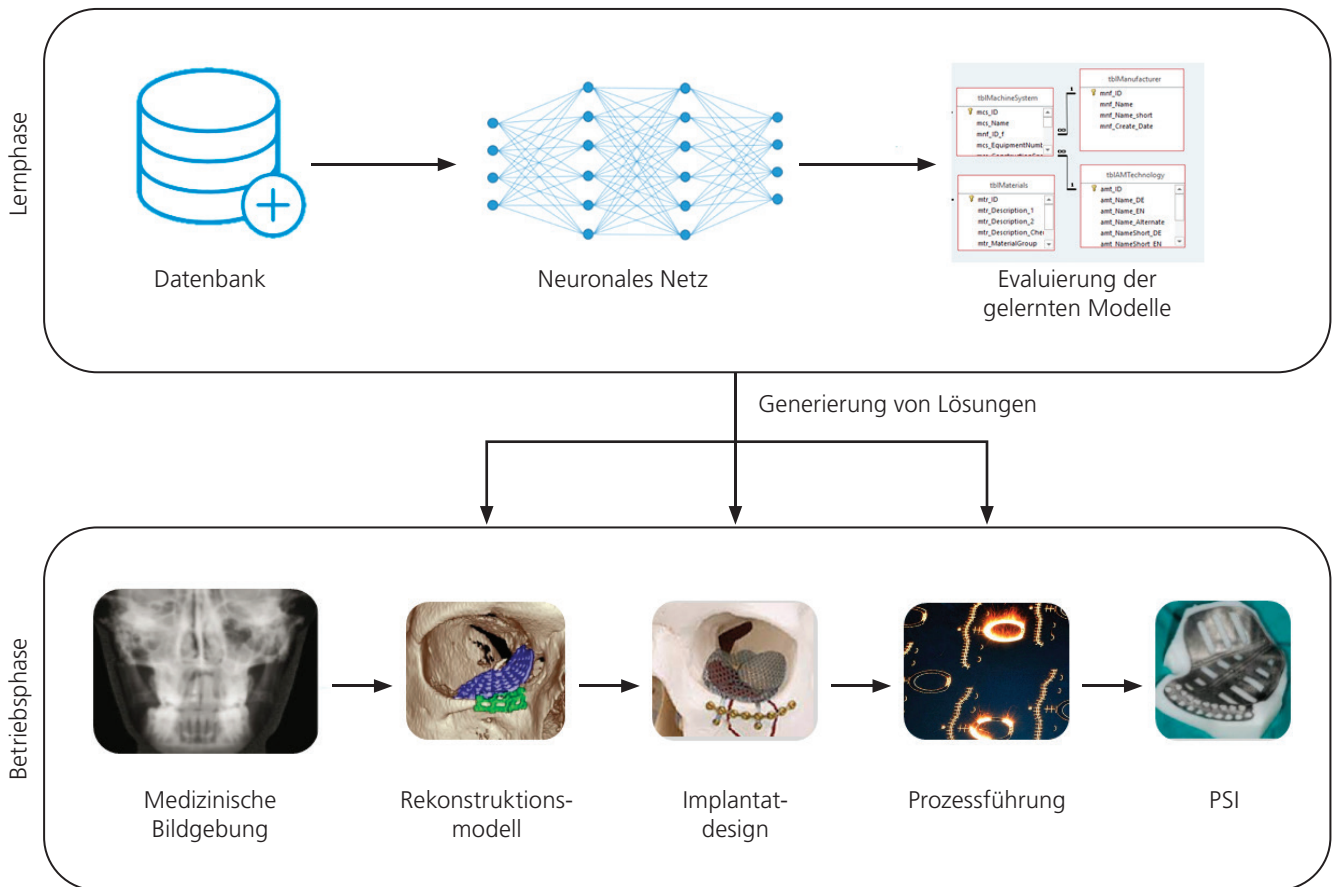 Lernphase
tblMachineSystem
mcs_ID
mcs_Name
mnf_ID_f
mcs_EquipmentNumb
tblManufacturer
mnf_ID
mnf_Name
mnf_Name_short
mnf_Create_Date
tblMaterials
mtr_ID
mtr_Description_1
mtr_Description_2
mtr_Description_Che
mtr_MaterialGroup
tblAMTechnology
amt_ID
amt_Name_DE
amt_Name_EN
amt_Name_Alternate
amt_NameShort_DE
amt_NameShort_EN
Datenbank
Neuronales Netz
Evaluierung der
gelernten Modelle
Generierung von Lösungen
Betriebsphase
Medizinische
Bildgebung
Rekonstruktions-
modell
Implantat-
design
Prozessführung
PSI